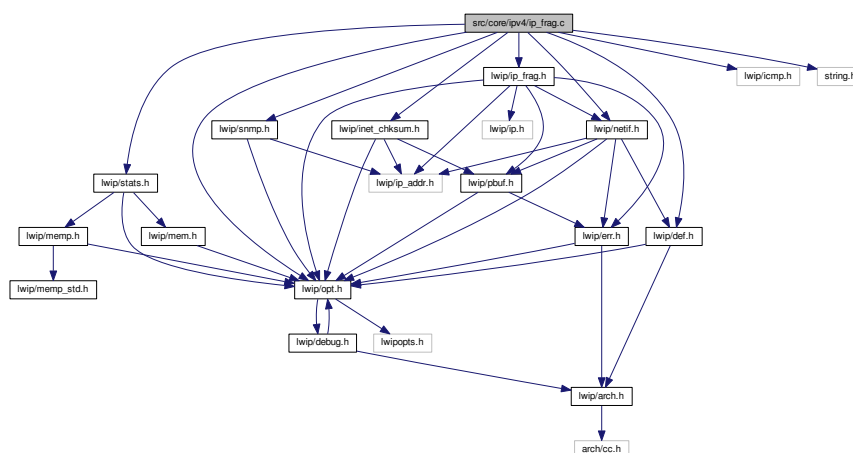 src/core/ipv4/ip_frag.c
lwip/ip_frag.h
lwip/icmp.h
string.h
lwip/snmp.h
lwip/inet_chksum.h
lwip/ip.h
lwip/netif.h
lwip/stats.h
lwip/ip_addr.h
lwip/pbuf.h
lwip/memp.h
lwip/mem.h
lwip/err.h
lwip/def.h
lwip/memp_std.h
lwip/opt.h
lwip/debug.h
lwipopts.h
lwip/arch.h
arch/cc.h